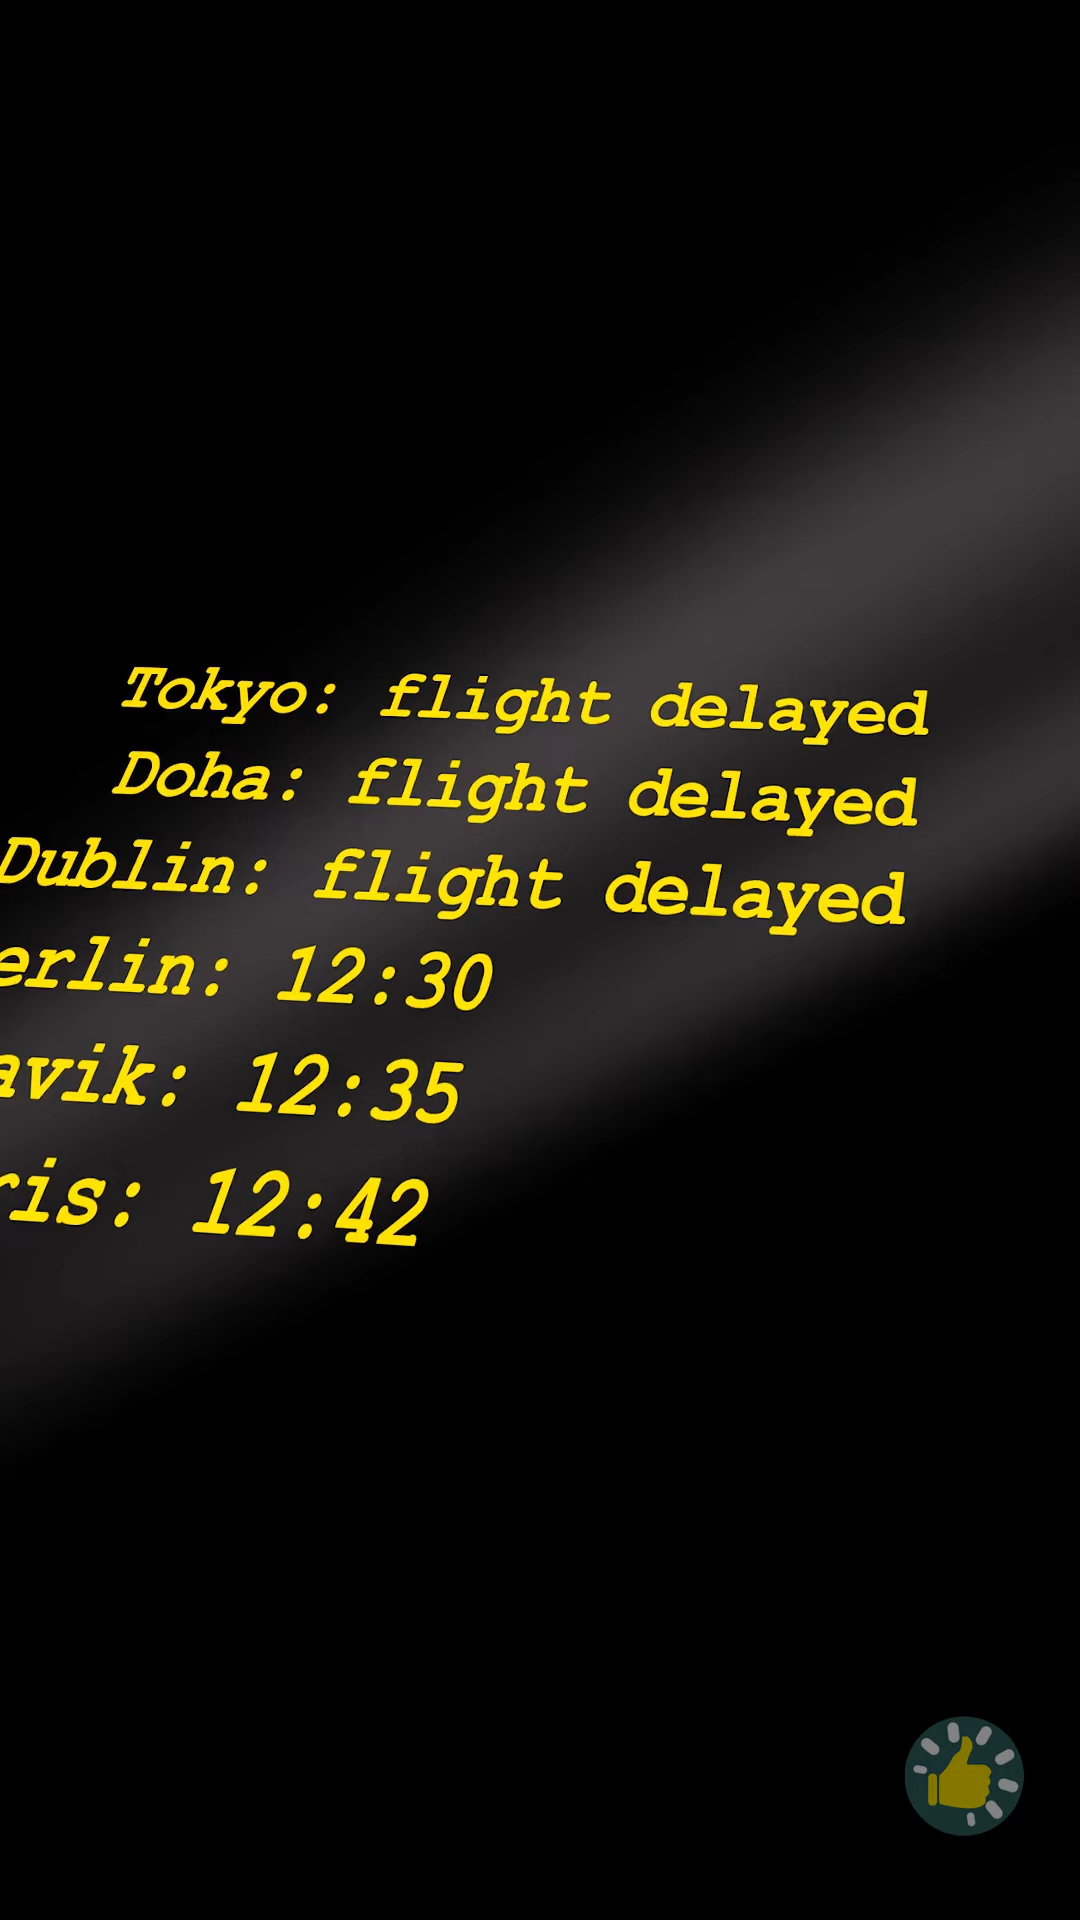 Tokyo: flight delayed
Doha: flight delayed
Dublin: flight delayed
erlin: 12:30
avik: 12:35
ris: 12:42